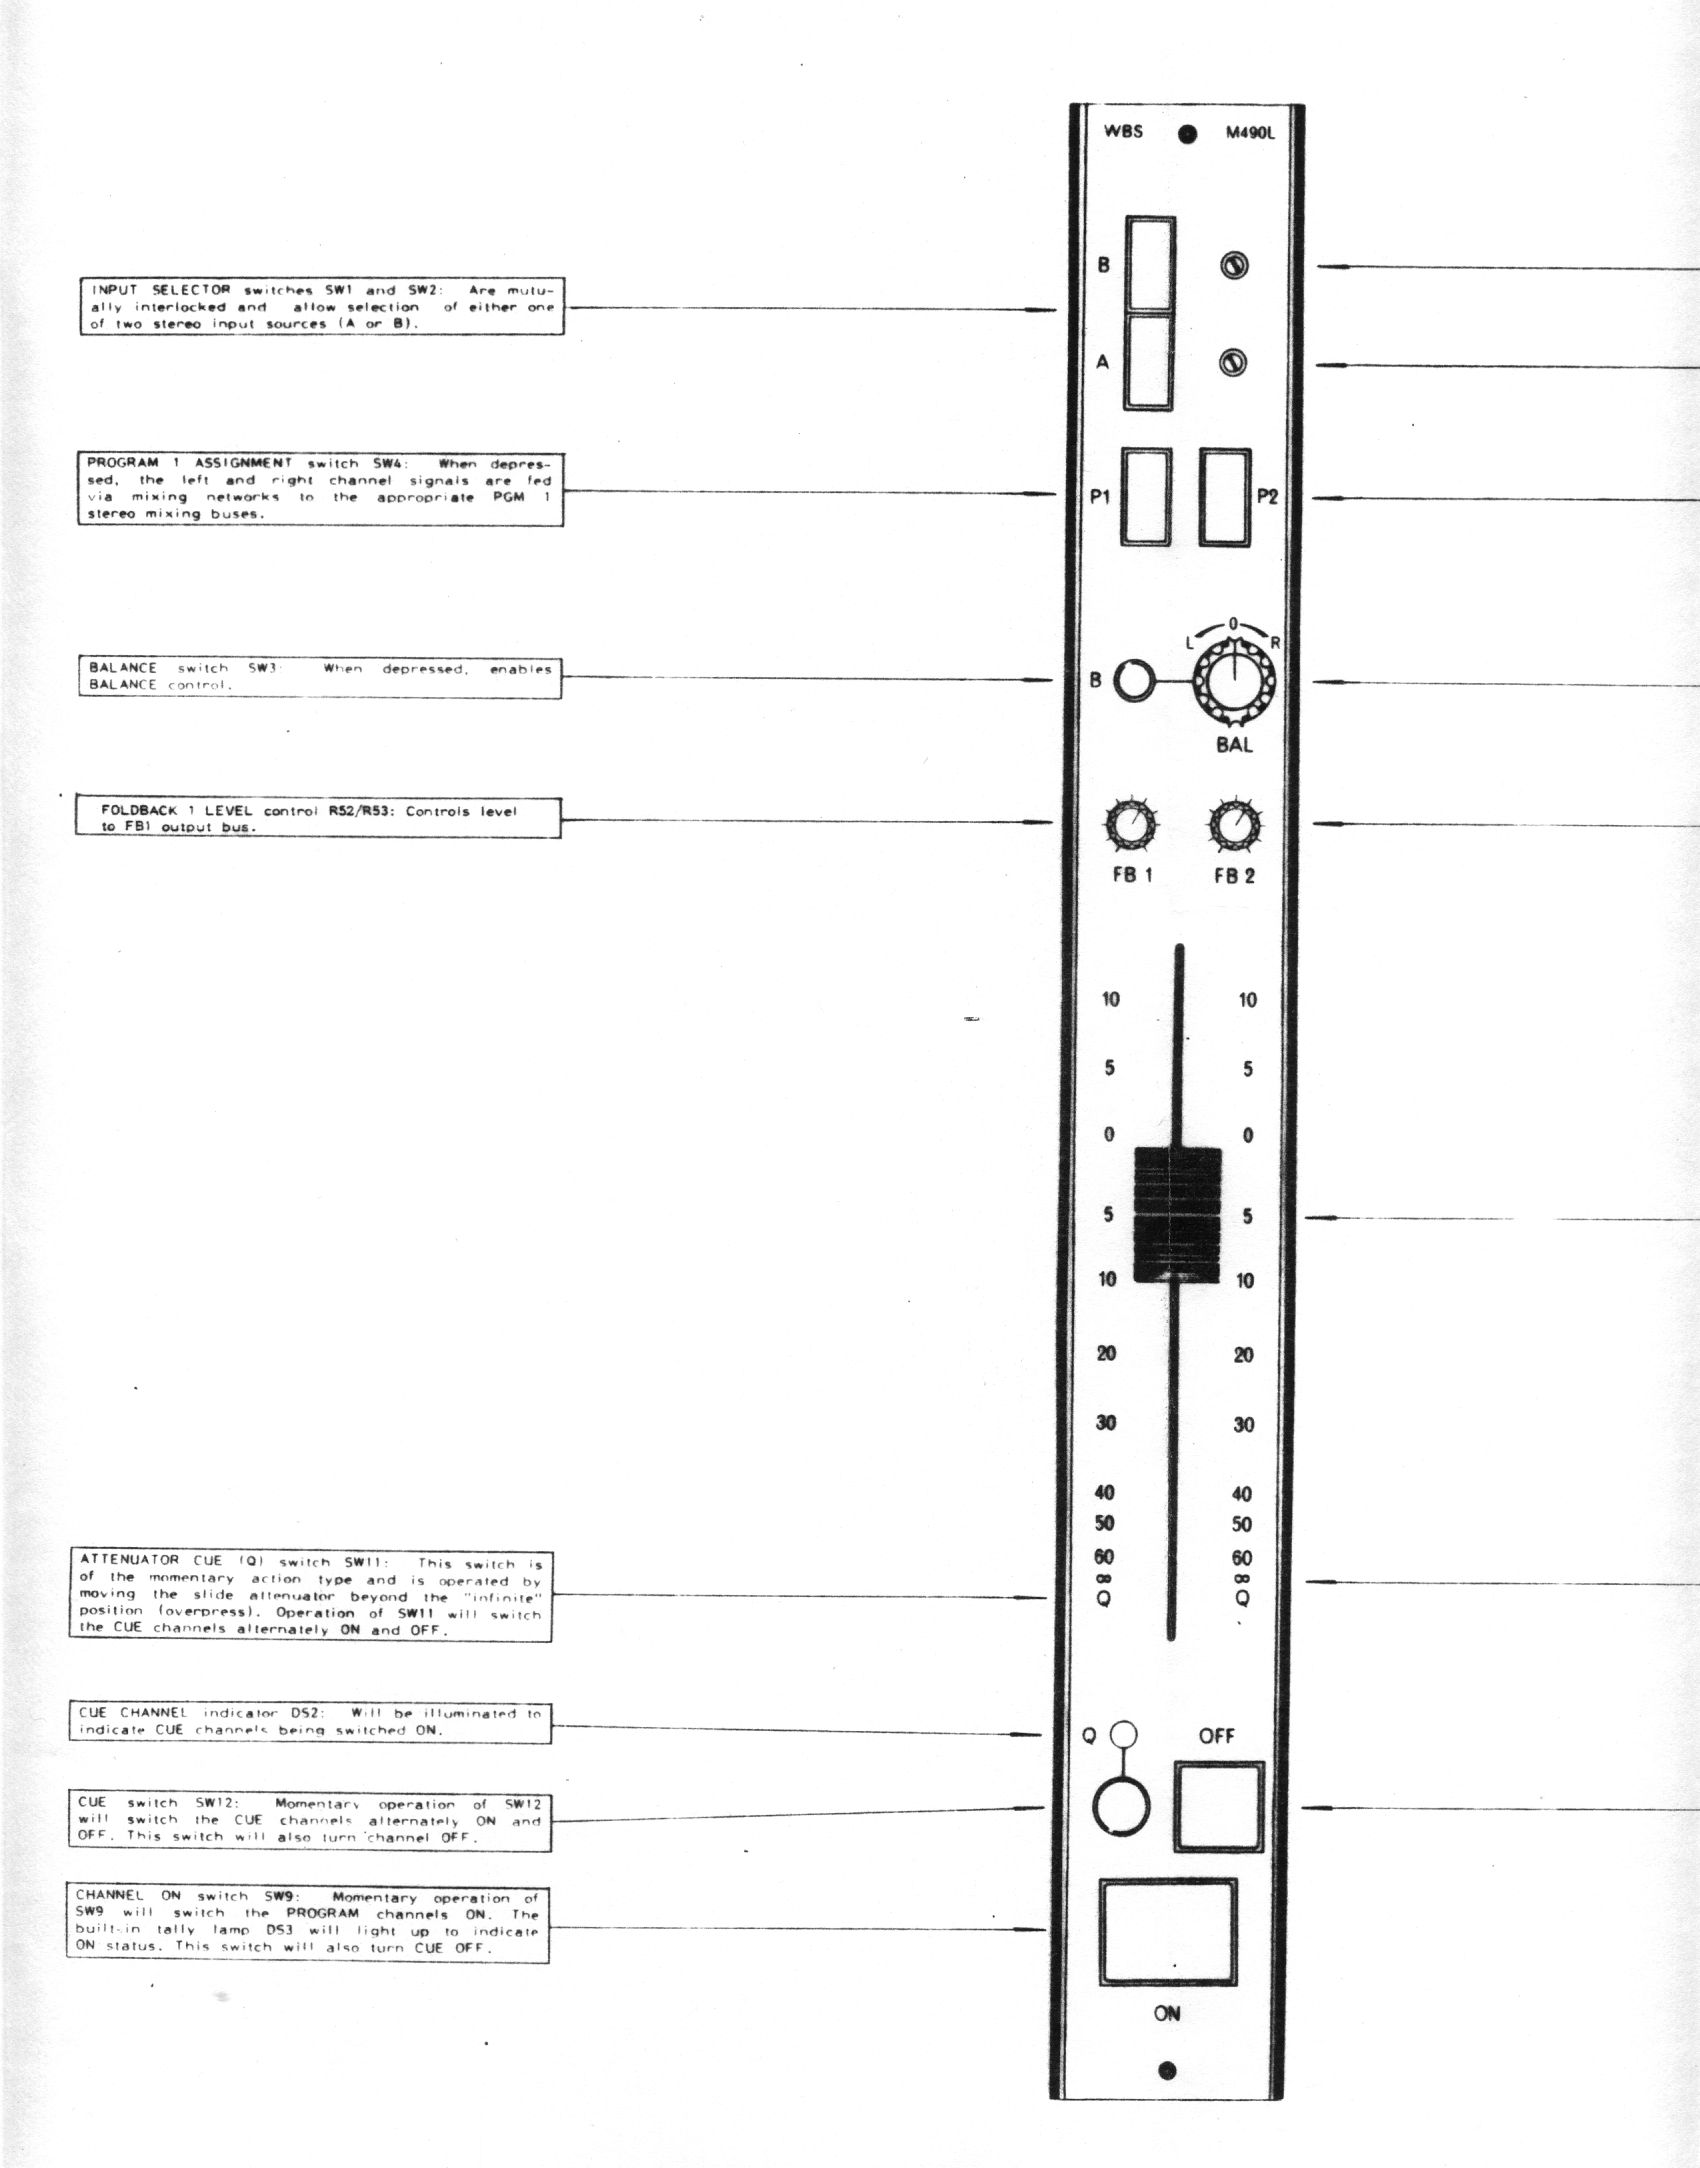 WBS M490L
B
INPUT SELECTOR switches SW1 and SW2: Are mutu-
ally interlocked and allow selection of either one
of two stereo input sources (A or B).
A
PROGRAM 1 ASSIGNMENT switch SW4: When depres-
sed, the left and right channel signals are fed
via mixing networks to the appropriate PGM 1
stereo mixing buses.
P1 P2
BALANCE switch SW3: When depressed, enables
BALANCE control.
L 0 R
B
BAL
FOLDBACK 1 LEVEL control R52/R53: Controls level
to FB1 output bus.
FB 1 FB 2
10 10
5 5
0 0
5 5
10 10
20 20
30 30
40 40
50 50
60 60
∞ ∞
Q Q
ATTENUATOR CUE (Q) switch SW11: This switch is
of the momentary action type and is operated by
moving the slide attenuator beyond the "infinite"
position (overpress). Operation of SW11 will switch
the CUE channels alternately ON and OFF.
CUE CHANNEL indicator DS2: Will be illuminated to
indicate CUE channels being switched ON.
Q OFF
CUE switch SW12: Momentary operation of SW12
will switch the CUE channels alternately ON and
OFF. This switch will also turn channel OFF.
CHANNEL ON switch SW9: Momentary operation of
SW9 will switch the PROGRAM channels ON. The
built-in tally lamp DS3 will light up to indicate
ON status. This switch will also turn CUE OFF.
ON